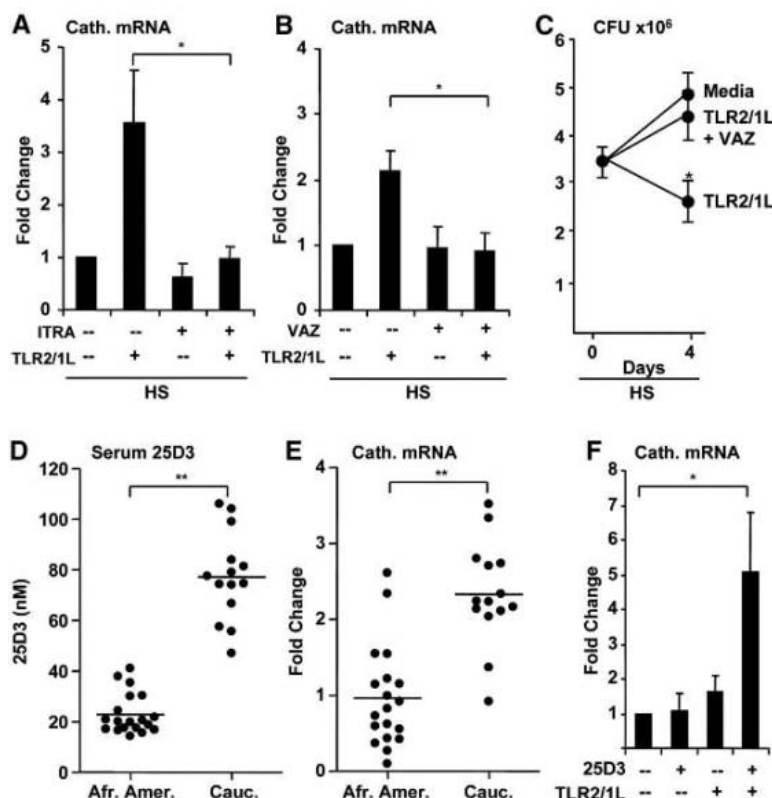 A Cath. mRNA
Fold Change
5
4
3
2
1
0
*
ITRA -- -- + +
TLR2/1L -- + -- +
HS
B Cath. mRNA
Fold Change
4
3
2
1
0
*
VAZ -- -- + +
TLR2/1L -- + -- +
HS
C CFU x10⁶
6
5
4
3
2
1
Media
TLR2/1L
+ VAZ
*
TLR2/1L
0 4
Days
HS
D Serum 25D3
25D3 (nM)
120
100
80
60
40
20
0
**
Afr. Amer. Cauc.
E Cath. mRNA
Fold Change
4
3
2
1
0
**
Afr. Amer. Cauc.
F Cath. mRNA
Fold Change
8
7
6
5
4
3
2
1
*
25D3 -- + -- +
TLR2/1L -- -- + +